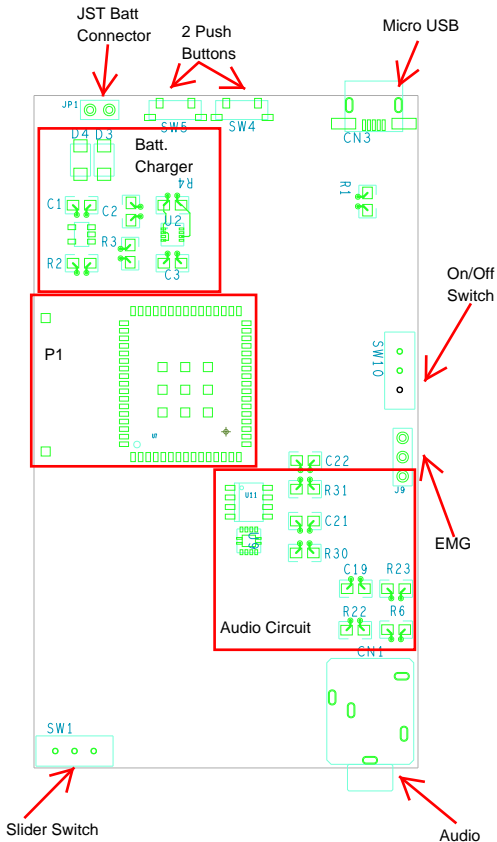 JST Batt
Connector
2 Push
Buttons
Micro USB
JP1
SW5
SW4
CN3
D4
D3
Batt.
Charger
R4
R1
C1
C2
U2
R3
R2
C3
On/Off
Switch
SW10
P1
C22
J9
R31
U11
C21
U9
R30
EMG
C19
R23
Audio Circuit
R22
R6
CN1
SW1
Slider Switch
Audio